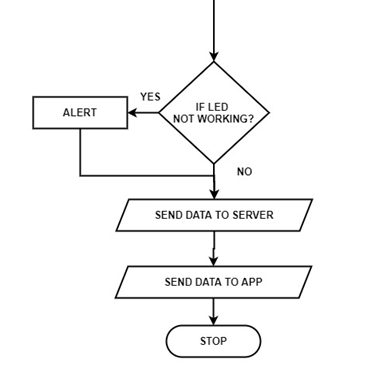 YES
IF LED
NOT WORKING?
ALERT
NO
SEND DATA TO SERVER
SEND DATA TO APP
STOP